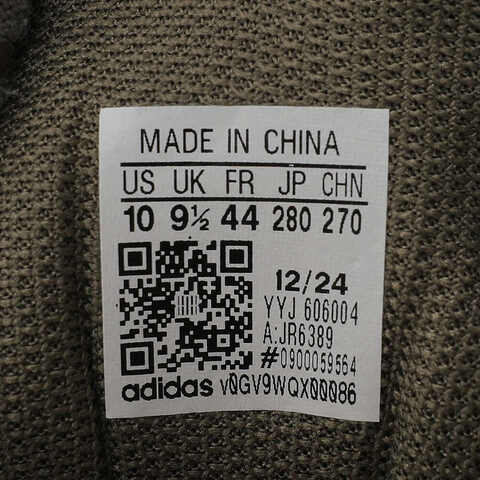 MADE IN CHINA
US UK FR JP CHN
10 9½ 44 280 270
12/24
YYJ 606004
A:JR6389
#0900059564
adidas v0GV9WQX00086